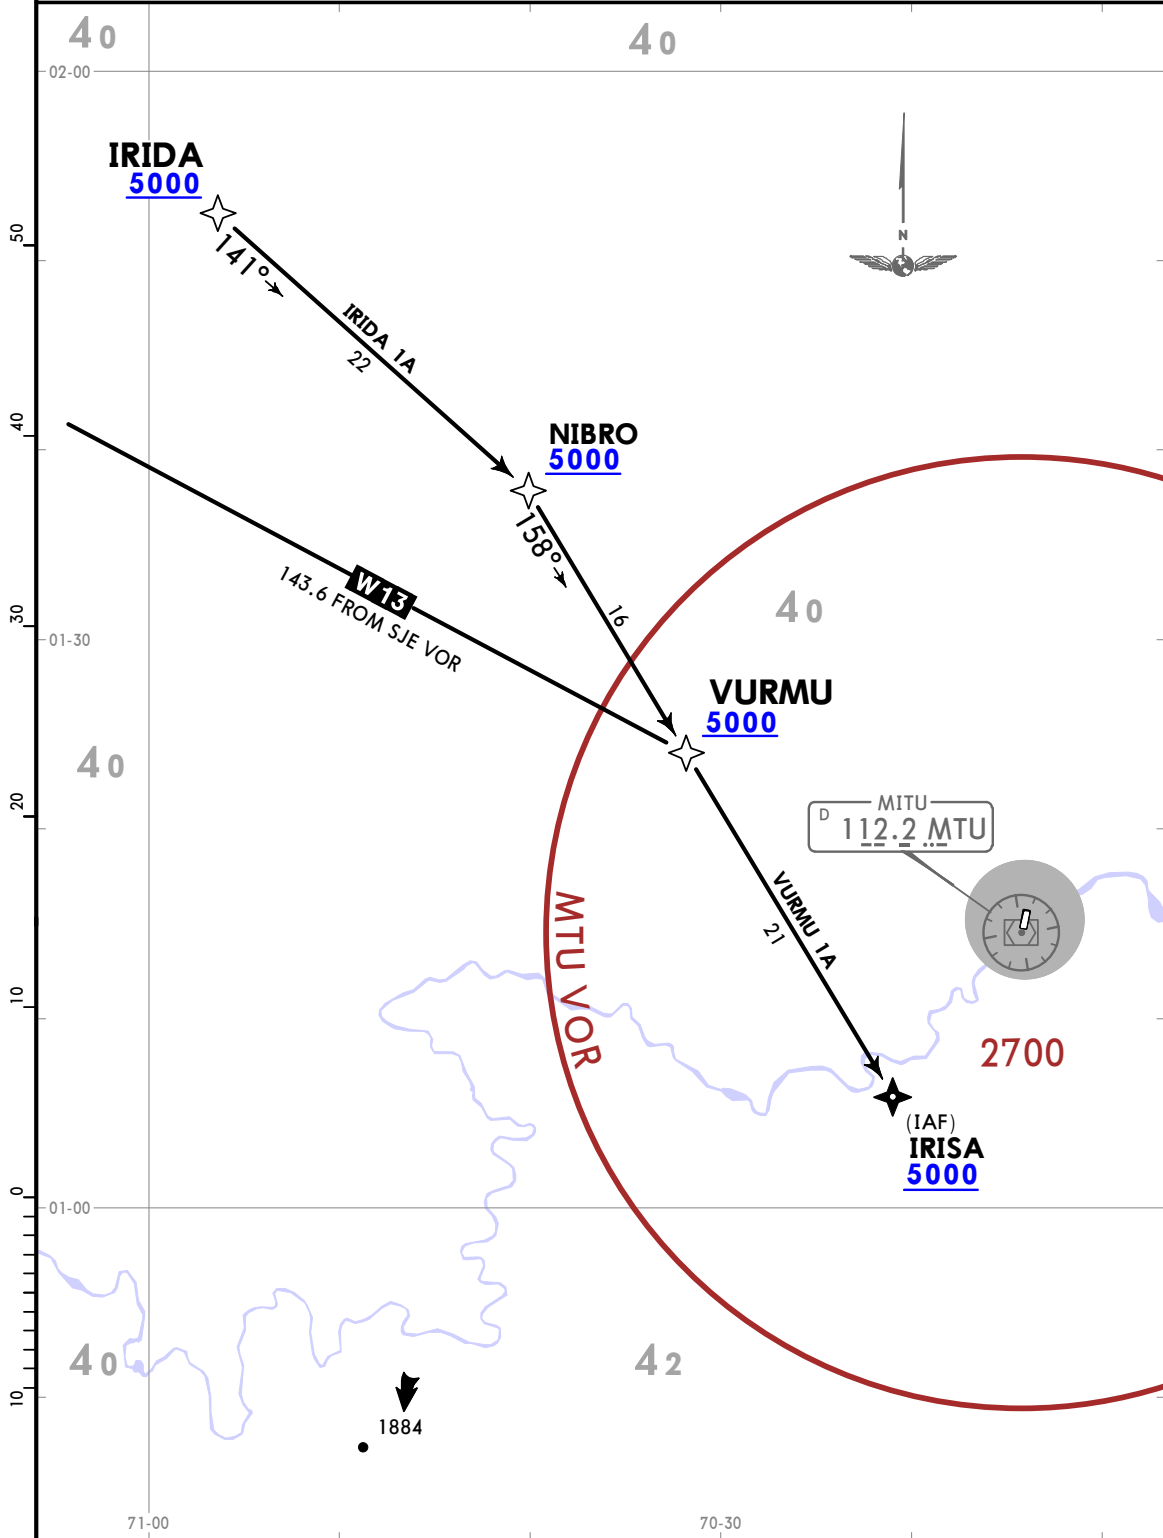 40
40
02-00
IRIDA
5000
N
50
141°
IRIDA 1A
22
40
NIBRO
5000
158°
W13
143.6 FROM SJE VOR
16
40
30
01-30
VURMU
5000
40
20
MITU
D 112.2 MTU
VURMU 1A
21
MTU VOR
10
2700
(IAF)
IRISA
5000
0
01-00
40
42
10
1884
71-00
70-30